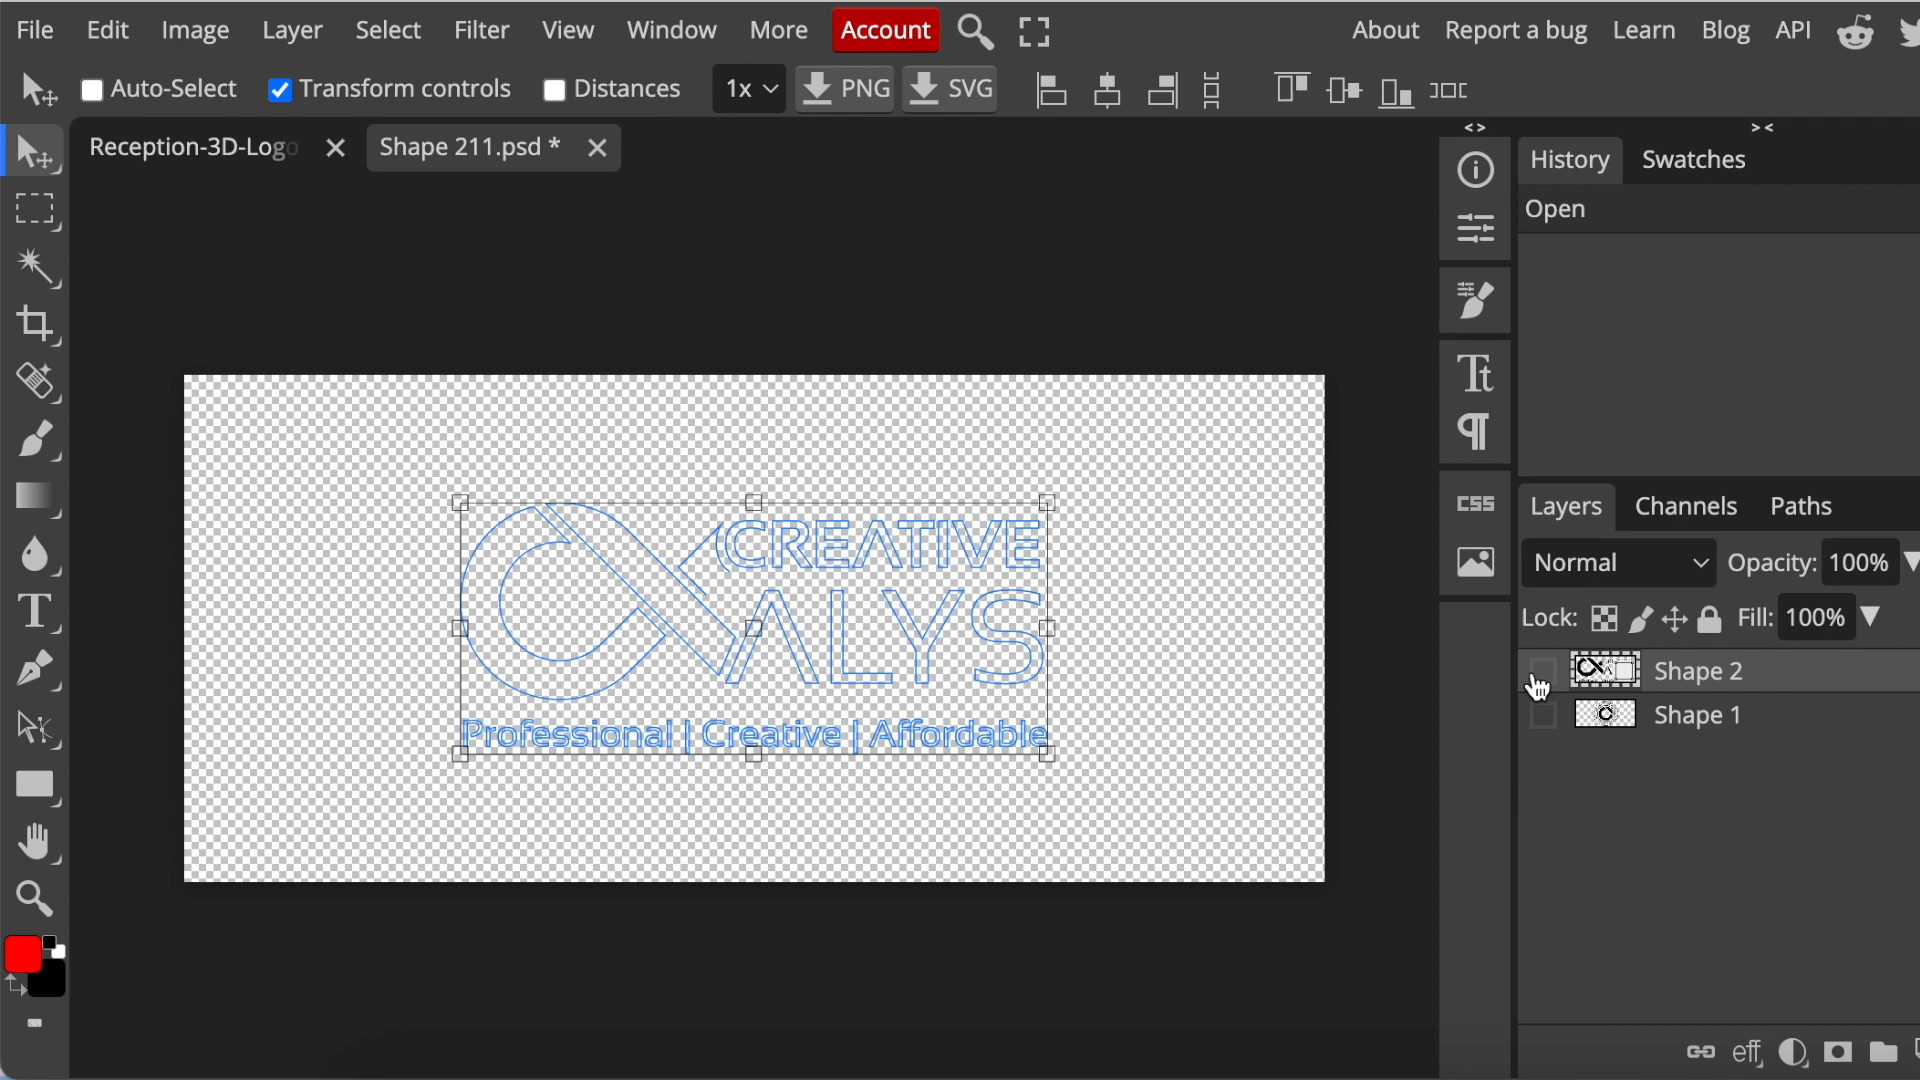 File Edit Image Layer Select Filter View Window More Account About Report a bug Learn Blog API
Auto-Select Transform controls Distances 1x PNG SVG
Reception-3D-Logo Shape 211.psd *
<> ><
History Swatches
Open
CREATIVE
ALYS
Professional | Creative | Affordable
CSS
Layers Channels Paths
Normal Opacity: 100%
Lock: Fill: 100%
Shape 2
Shape 1
eff